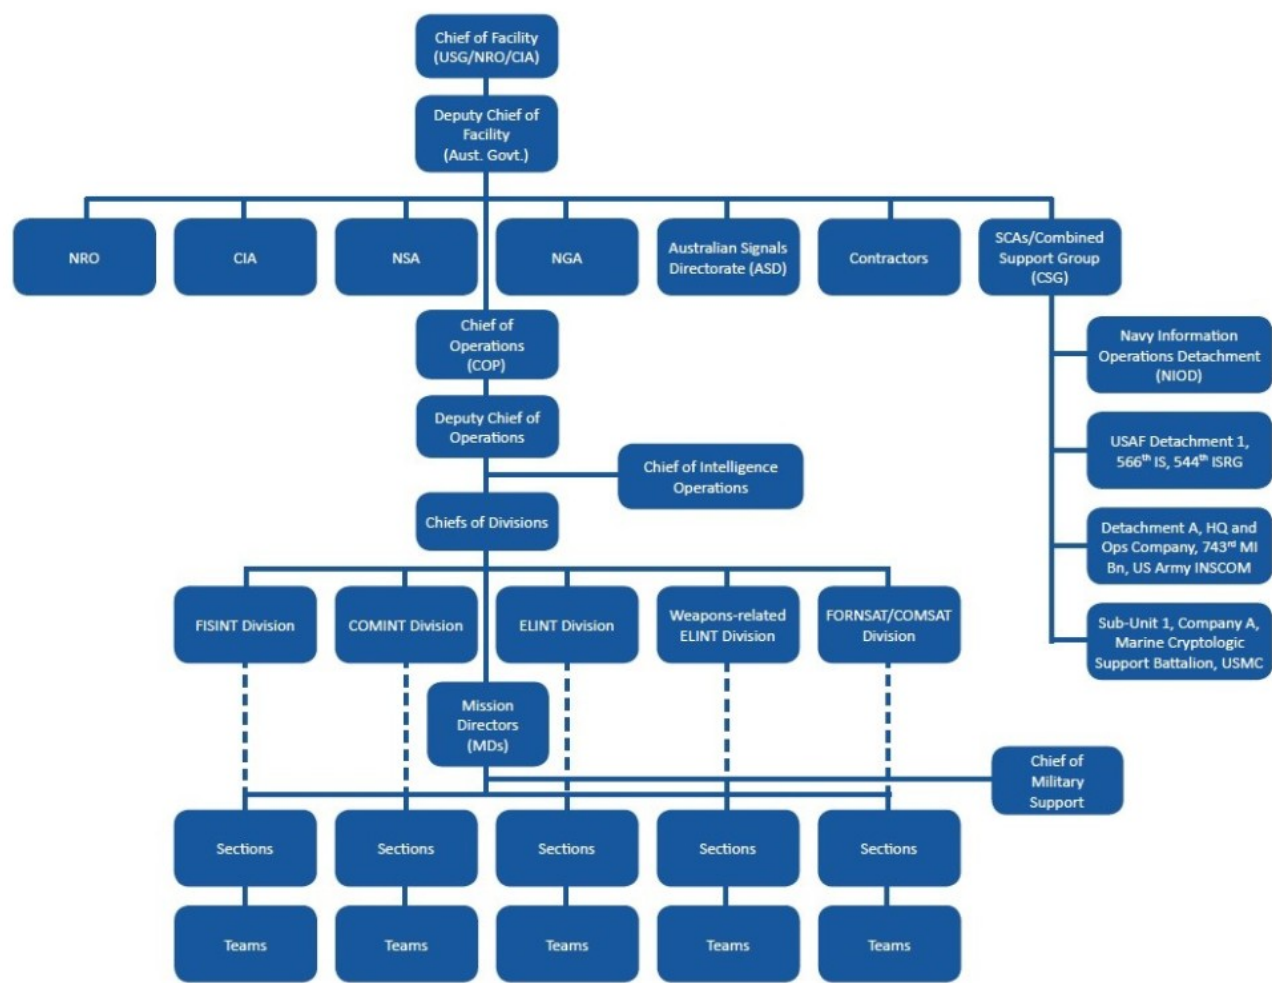 Chief of Facility
(USG/NRO/CIA)
Deputy Chief of
Facility
(Aust. Govt.)
NRO
CIA
NSA
NGA
Australian Signals
Directorate (ASD)
Contractors
SCAs/Combined
Support Group
(CSG)
Chief of
Operations
(COP)
Navy Information
Operations Detachment
(NIOD)
Deputy Chief of
Operations
USAF Detachment 1,
566th IS, 544th ISRG
Chief of Intelligence
Operations
Chiefs of Divisions
Detachment A, HQ and
Ops Company, 743rd MI
Bn, US Army INSCOM
FISINT Division
COMINT Division
ELINT Division
Weapons-related
ELINT Division
FORNSAT/COMSAT
Division
Sub-Unit 1, Company A,
Marine Cryptologic
Support Battalion, USMC
Mission
Directors
(MDs)
Chief of
Military
Support
Sections
Sections
Sections
Sections
Sections
Teams
Teams
Teams
Teams
Teams